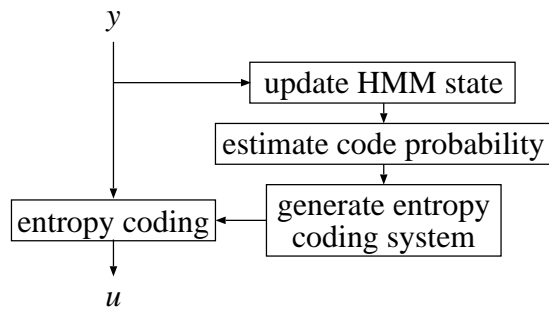 y
update HMM state
estimate code probability
generate entropy
coding system
entropy coding
u